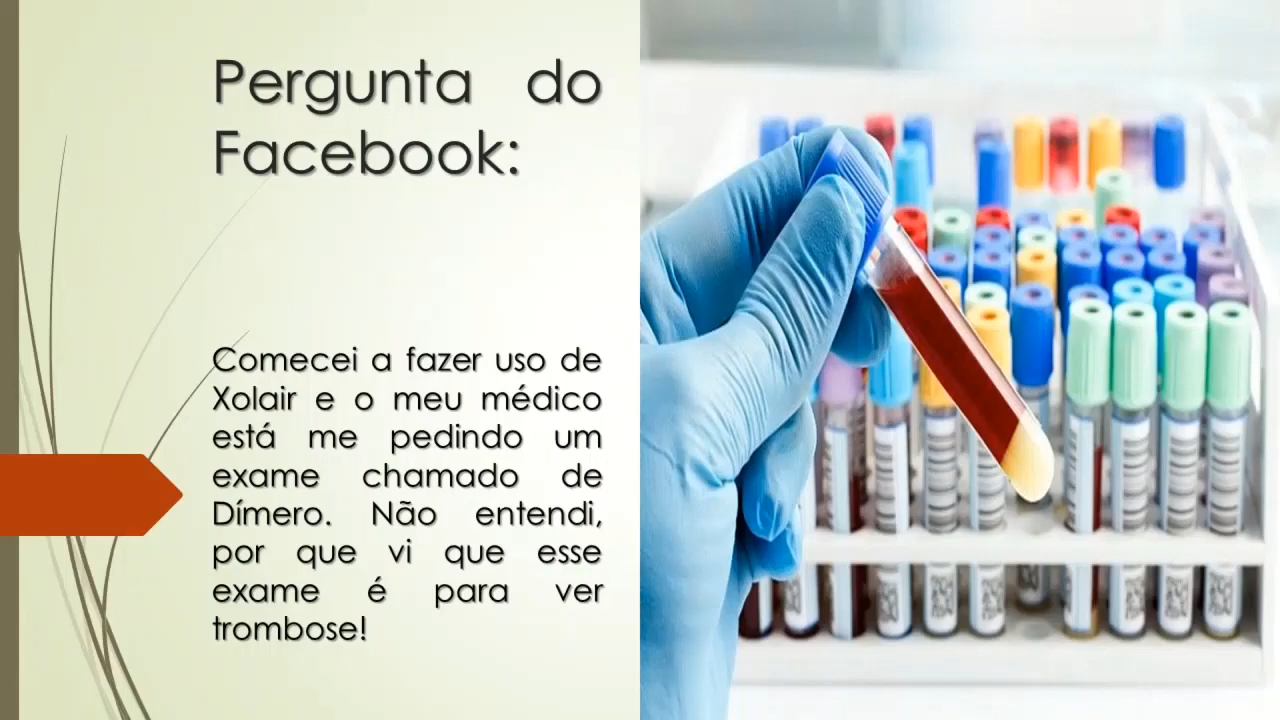 Pergunta do
Facebook:
Comecei a fazer uso de
Xolair e o meu médico
está me pedindo um
exame chamado de
Dímero. Não entendi,
por que vi que esse
exame é para ver
trombose!